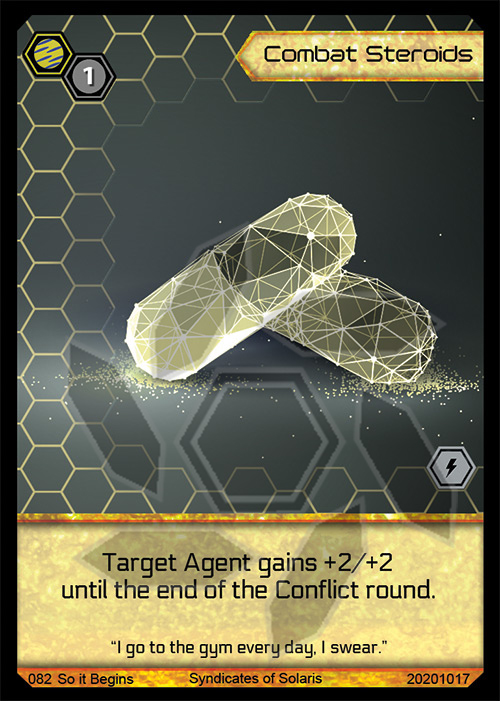 Combat Steroids
1
Target Agent gains +2/+2
until the end of the Conflict round.
“I go to the gym every day, I swear.”
082 So it Begins Syndicates of Solaris 20201017